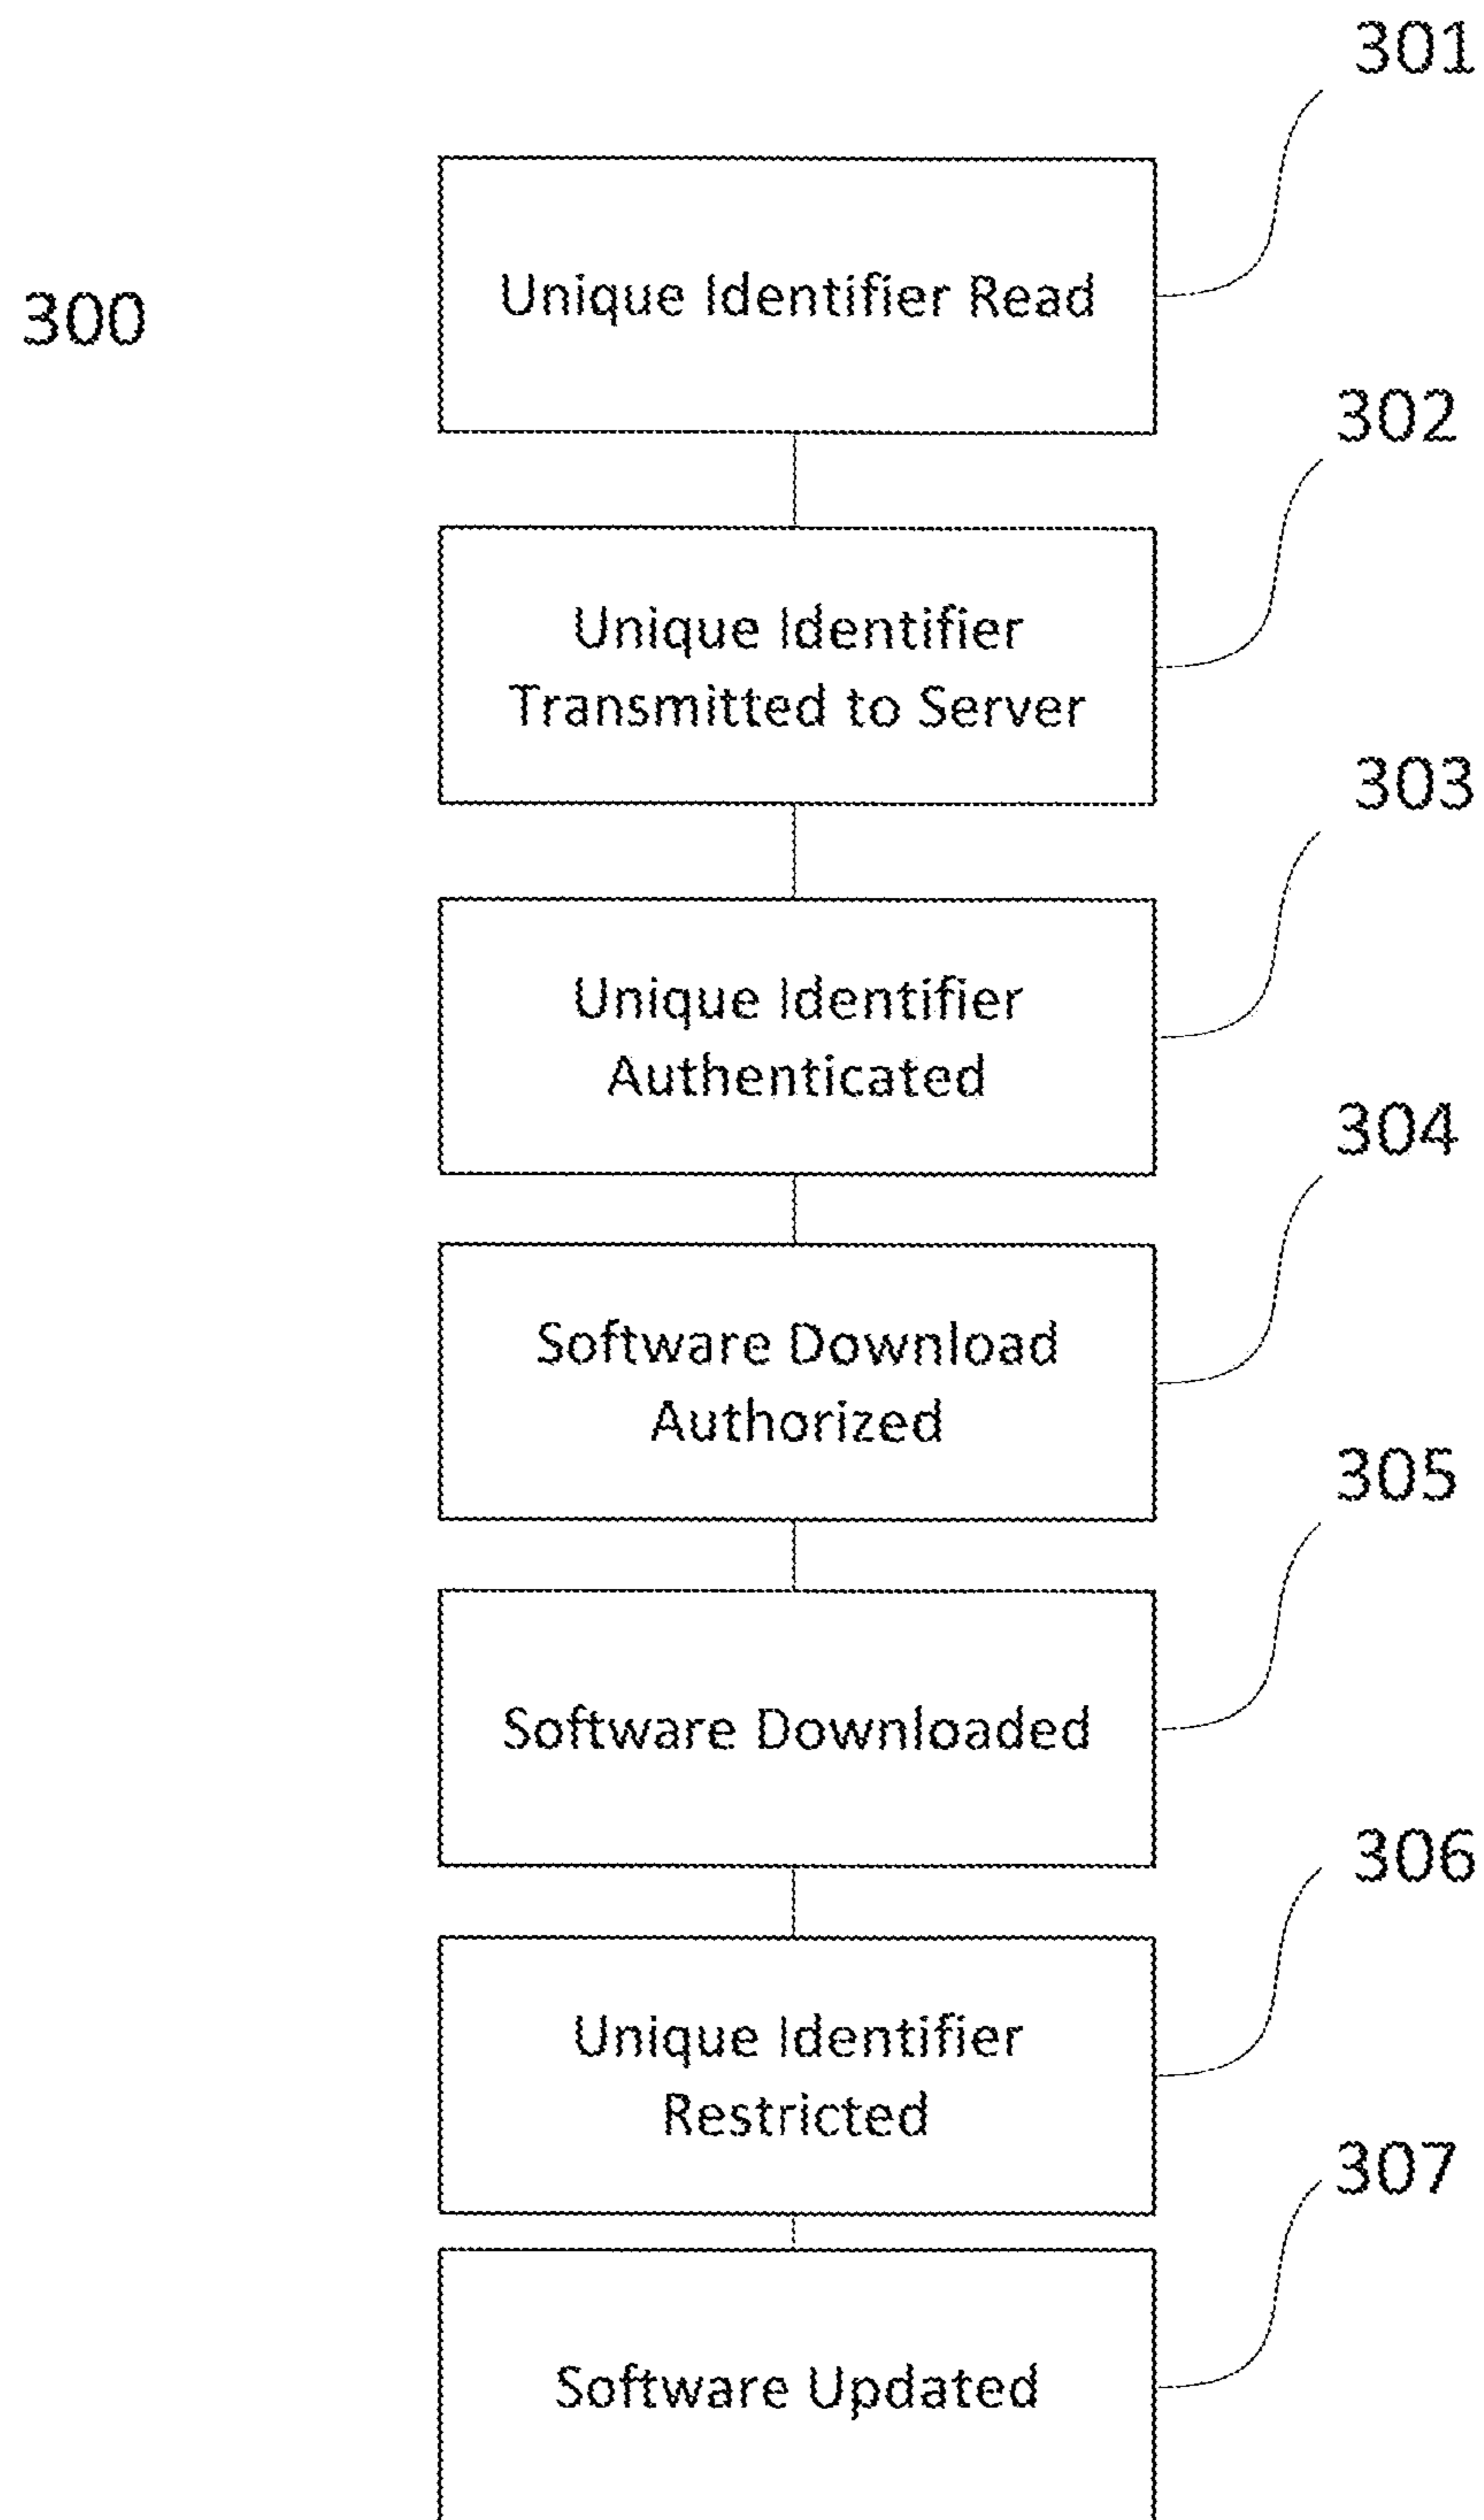 301
300
Unique Identifier Read
302
Unique Identifier
Transmitted to Server
303
Unique Identifier
Authenticated
304
Software Download
Authorized
305
Software Downloaded
306
Unique Identifier
Restricted
307
Software Updated